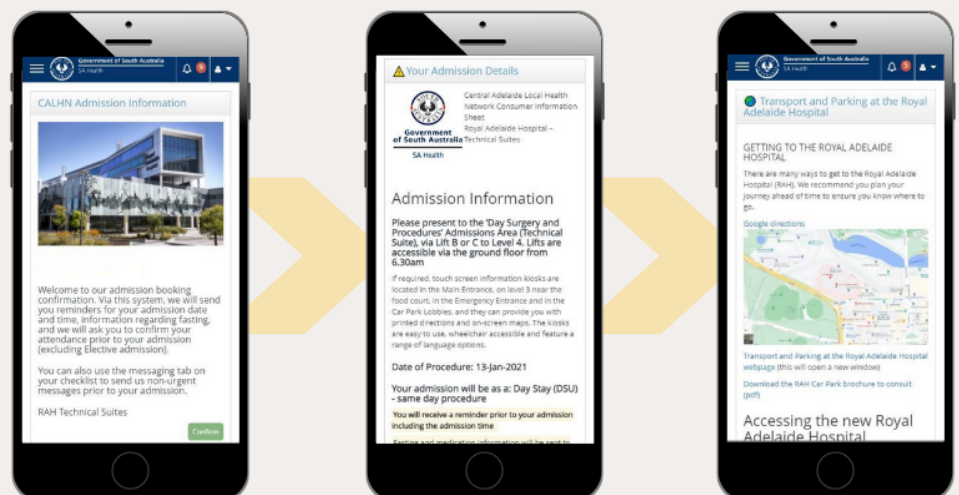 Government of South Australia
SA Health
9
CALHN Admission Information
Welcome to our admission booking
confirmation. Via this system, we will send
you reminders for your admission date
and time, information regarding fasting,
and we will ask you to confirm your
attendance prior to your admission
(excluding Elective admission).
You can also use the messaging tab on
your checklist to send us non-urgent
messages prior to your admission.
RAH Technical Suites
Confirm
Your Admission Details
Central Adelaide Local Health
Network Consumer Information
Sheet
Royal Adelaide Hospital –
Technical Suites
Government
of South Australia
SA Health
Admission Information
Please present to the 'Day Surgery and
Procedures' Admissions Area (Technical
Suite), via Lift B or C to Level 4. Lifts are
accessible via the ground floor from
6.30am
If required, touch screen information kiosks are
located in the Main Entrance, on level 3 near the
food court, in the Emergency Entrance and in the
Car Park Lobbies, and they can provide you with
printed directions and on-screen maps. The kiosks
are easy to use, wheelchair accessible and feature a
range of language options.
Date of Procedure: 13-Jan-2021
Your admission will be as a: Day Stay (DSU)
- same day procedure
You will receive a reminder prior to your admission
including the admission time
Fasting and medication information will be sent to
Government of South Australia
SA Health
Transport and Parking at the Royal
Adelaide Hospital
GETTING TO THE ROYAL ADELAIDE
HOSPITAL
There are many ways to get to the Royal Adelaide
Hospital (RAH). We recommend you plan your
journey ahead of time to ensure you know where to
go.
Google directions
Transport and Parking at the Royal Adelaide Hospital
webpage (this will open a new window)
Download the RAH Car Park brochure to consult
(pdf)
Accessing the new Royal
Adelaide Hospital